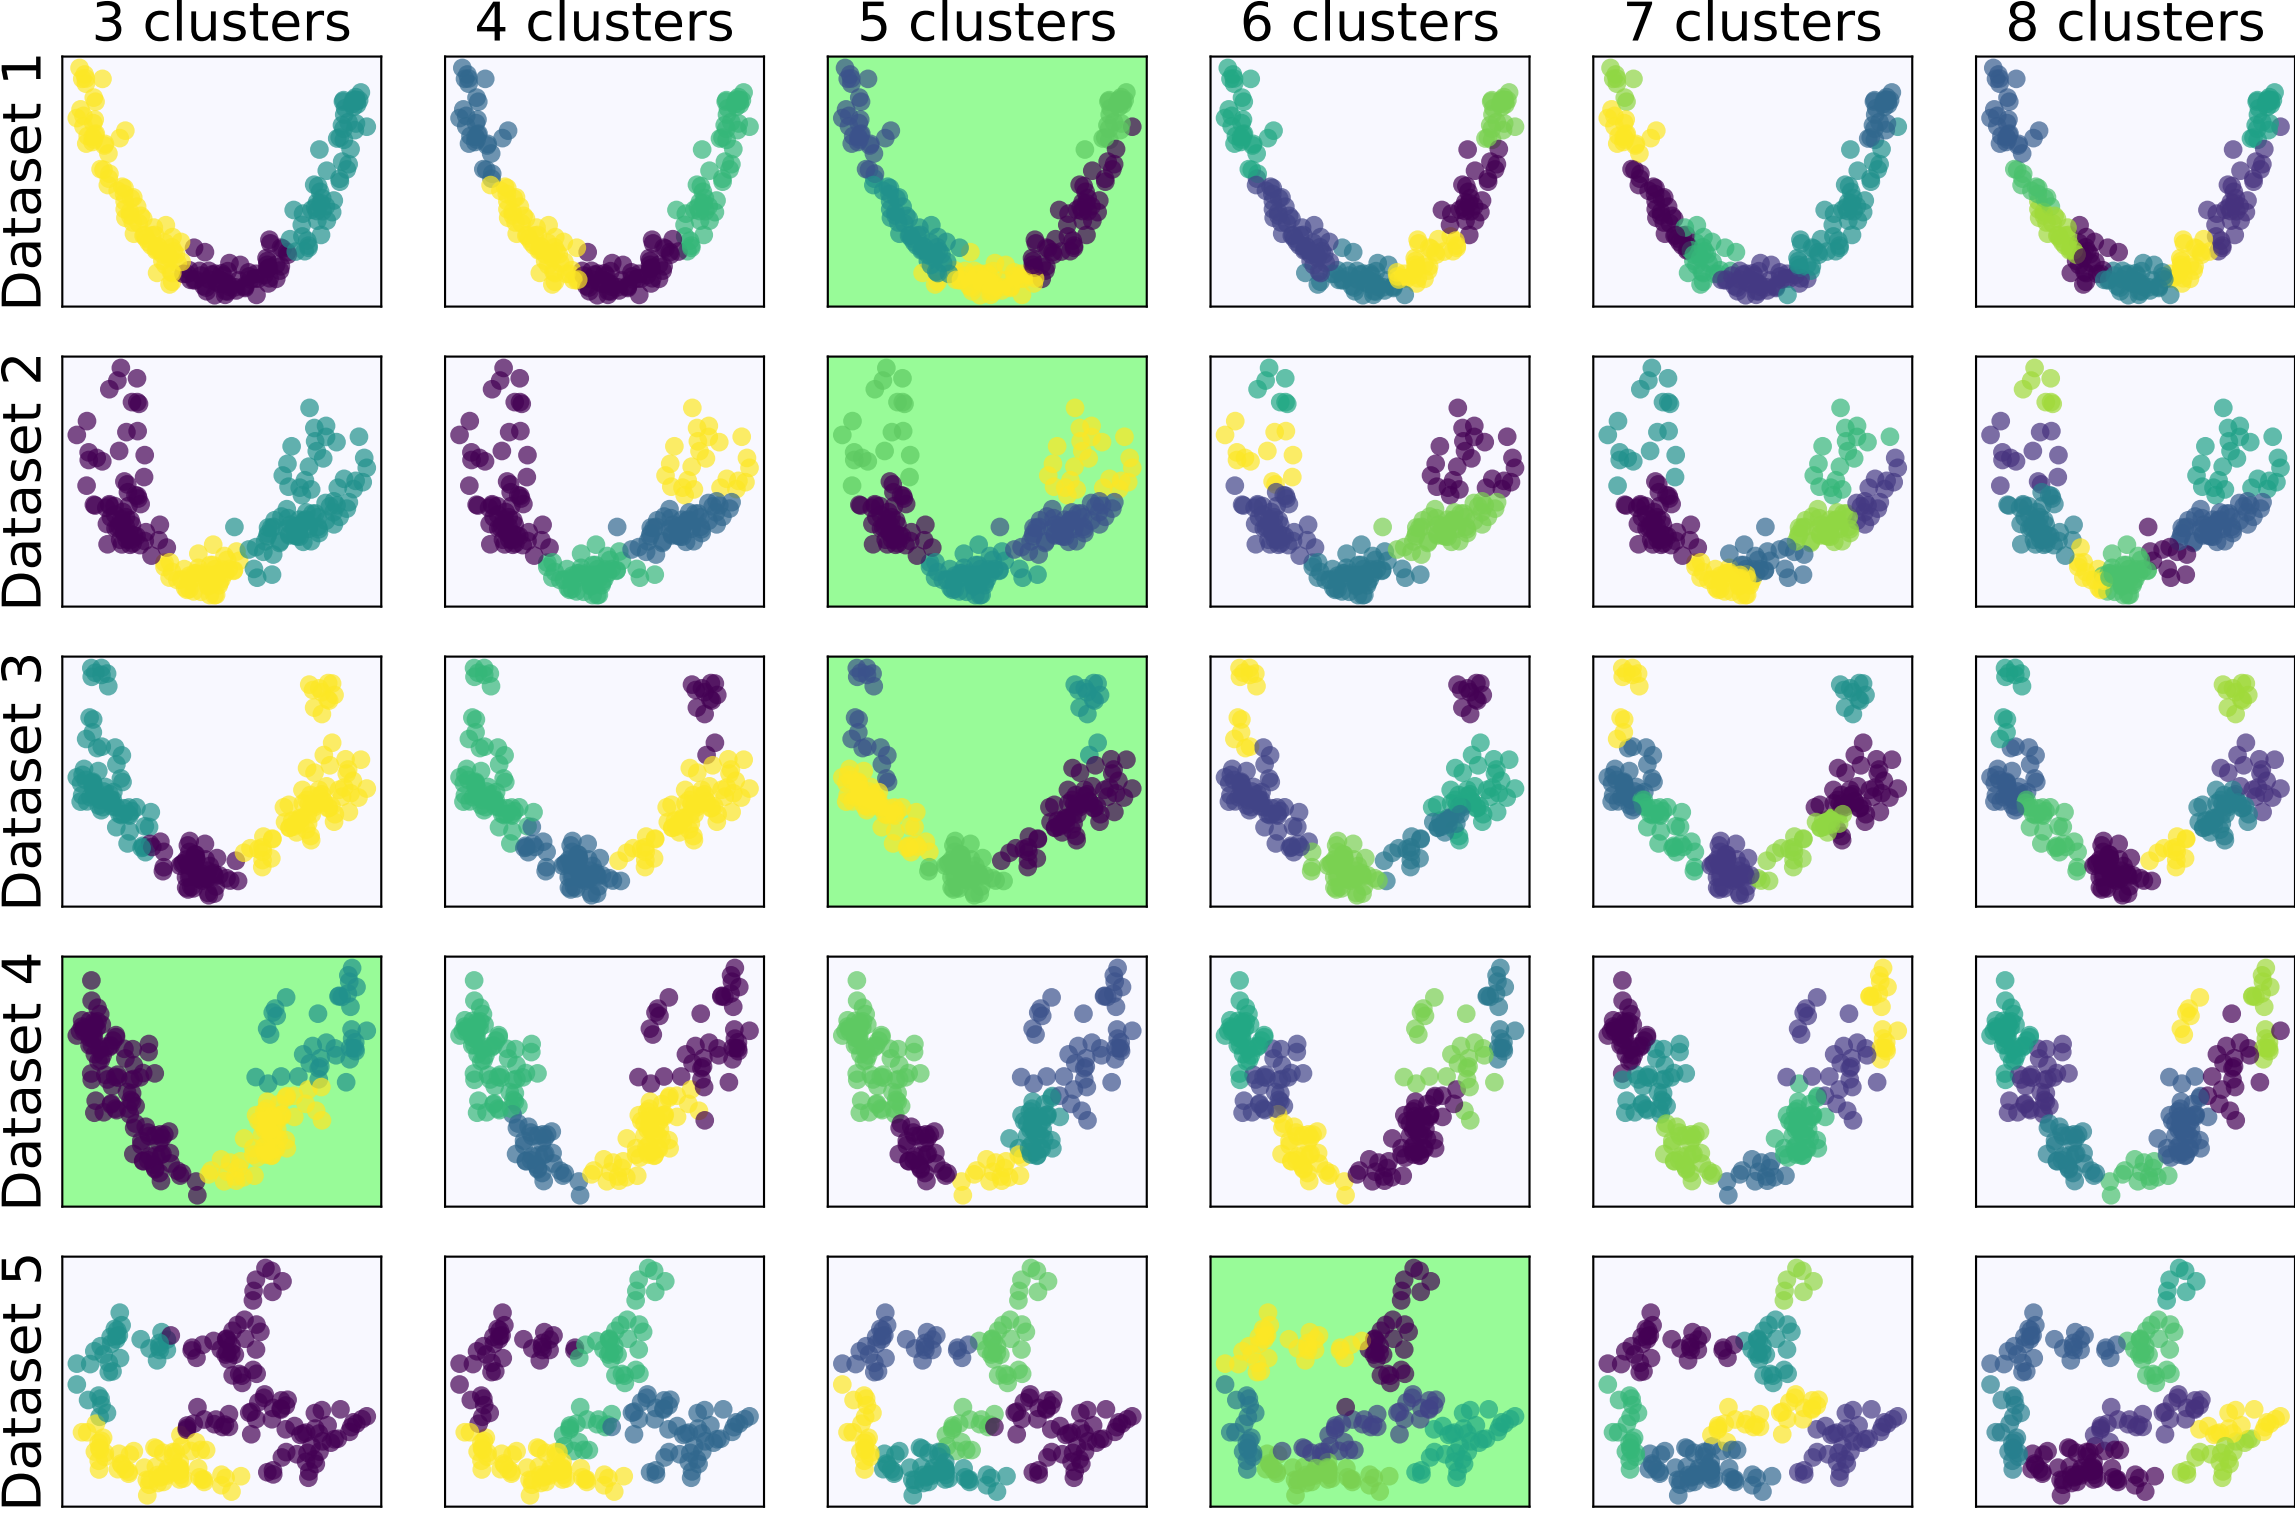 3 clusters 4 clusters 5 clusters 6 clusters 7 clusters 8 clusters
Dataset 1
Dataset 2
Dataset 3
Dataset 4
Dataset 5